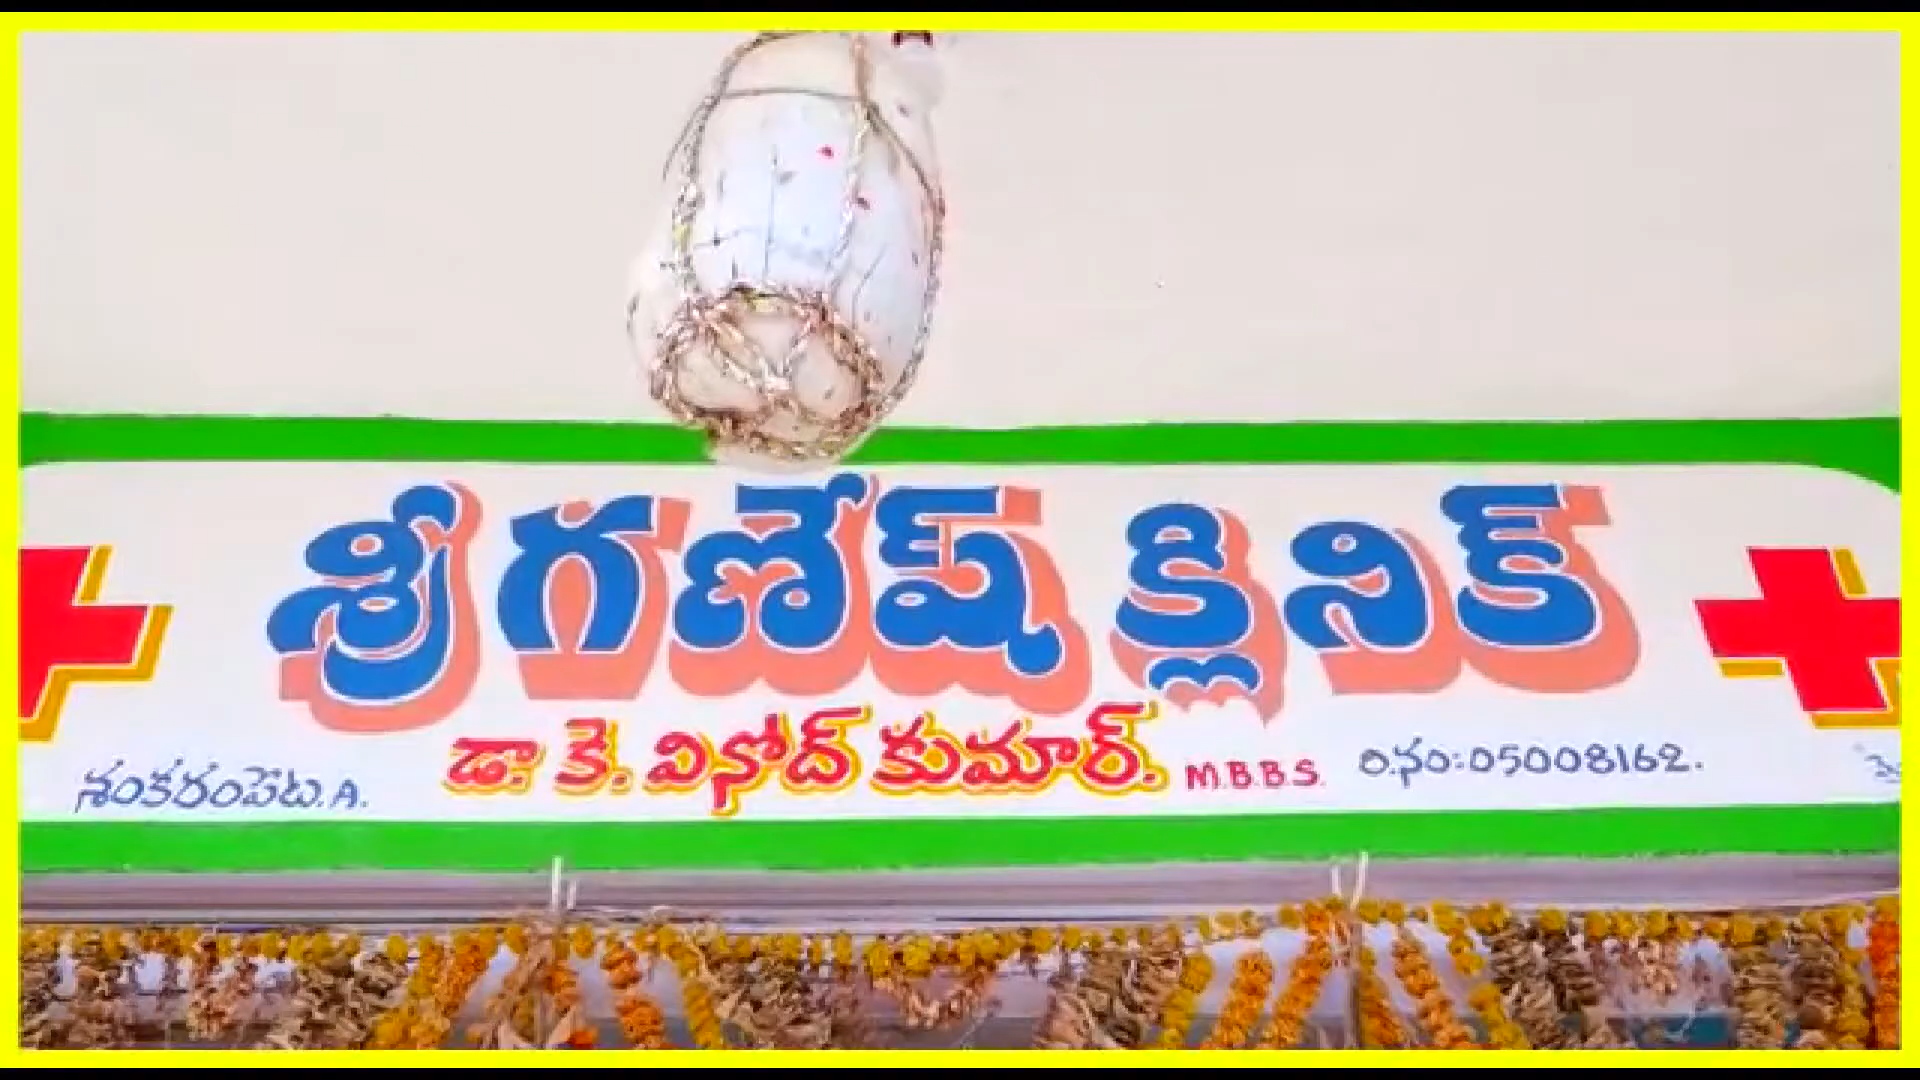 శ్రీ గణేష్ క్లినిక్
డా. కె. వినోద్ కుమార్. M.B.B.S.
శంకరంపేట. A.
రి.నం:05008162.